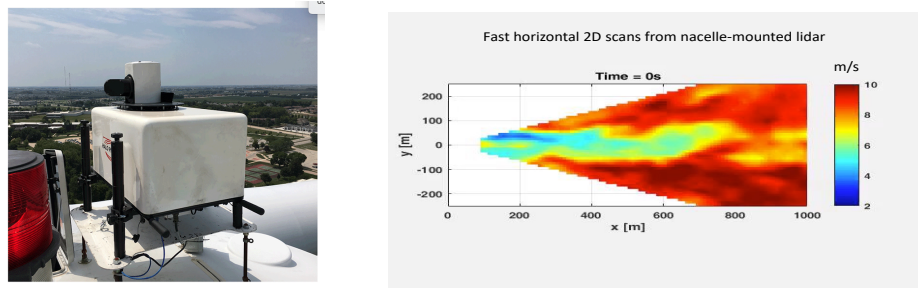 Fast horizontal 2D scans from nacelle-mounted lidar
m/s
Time = 0s
200
100
0
-100
-200
y [m]
0 200 400 600 800 1000
x [m]
10
8
6
4
2